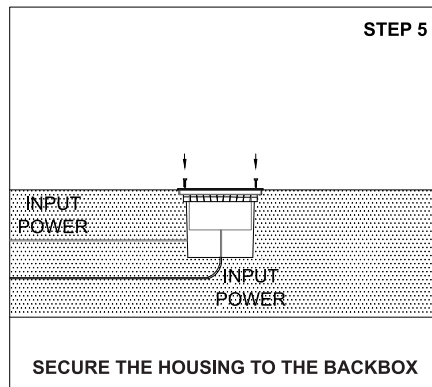 STEP 5
INPUT
POWER
INPUT
POWER
SECURE THE HOUSING TO THE BACKBOX